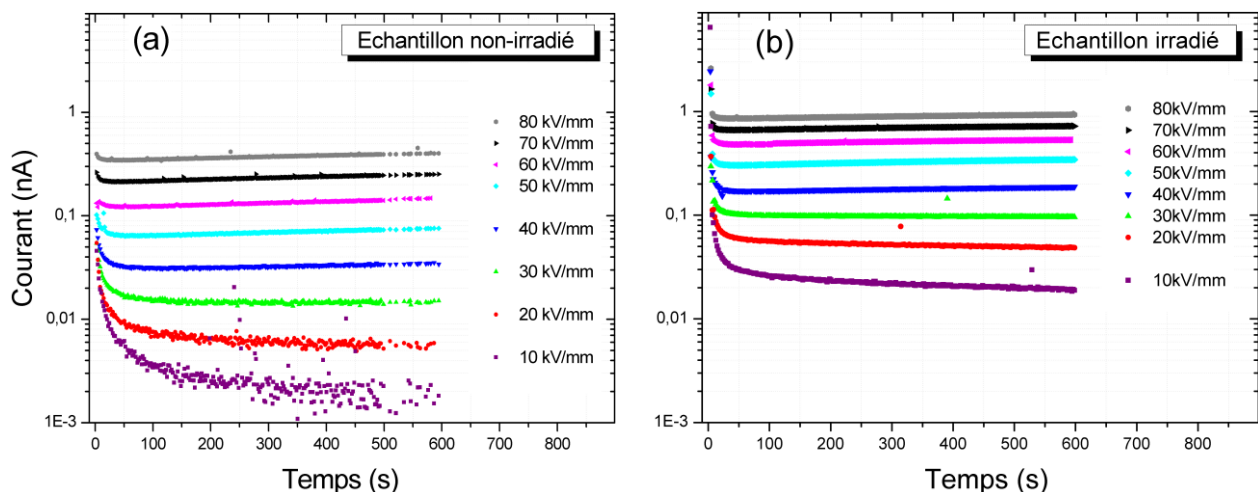 (a)
Echantillon non-irradié
Courant (nA)
1
0,1
0,01
1E-3
80 kV/mm
70 kV/mm
60 kV/mm
50 kV/mm
40 kV/mm
30 kV/mm
20 kV/mm
10 kV/mm
0 100 200 300 400 500 600 700 800
Temps (s)
(b)
Echantillon irradié
1
0,1
0,01
1E-3
80kV/mm
70kV/mm
60kV/mm
50kV/mm
40kV/mm
30kV/mm
20kV/mm
10kV/mm
0 100 200 300 400 500 600 700 800
Temps (s)